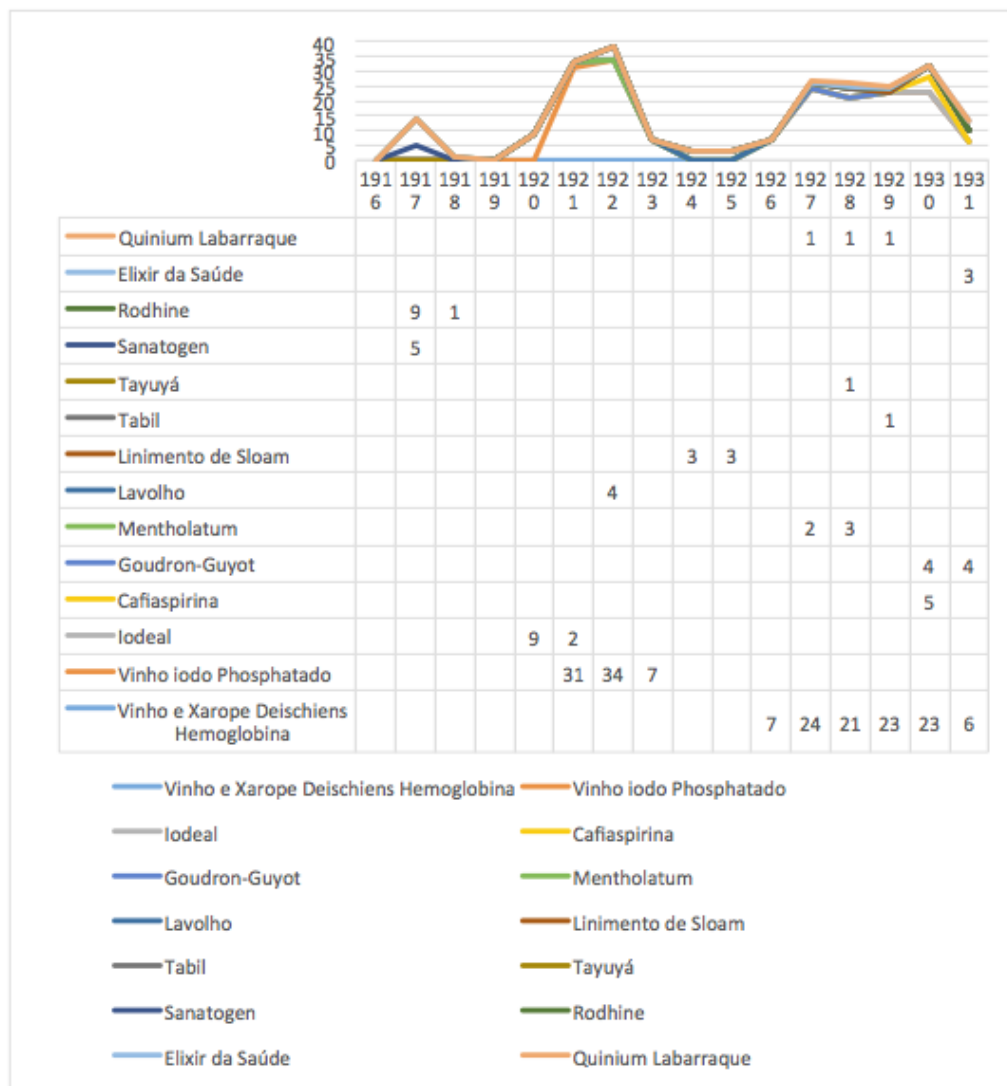 40
35
30
25
20
15
10
5
0
191 191 191 191 192 192 192 192 192 192 192 192 192 192 193 193
6 7 8 9 0 1 2 3 4 5 6 7 8 9 0 1
Quinium Labarraque 1 1 1
Elixir da Saúde 3
Rodhine 9 1
Sanatogen 5
Tayuyá 1
Tabil 1
Linimento de Sloam 3 3
Lavolho 4
Mentholatum 2 3
Goudron-Guyot 4 4
Cafiaspirina 5
Iodeal 9 2
Vinho iodo Phosphatado 31 34 7
Vinho e Xarope Deischiens
Hemoglobina 7 24 21 23 23 6
Vinho e Xarope Deischiens Hemoglobina Vinho iodo Phosphatado
Iodeal Cafiaspirina
Goudron-Guyot Mentholatum
Lavolho Linimento de Sloam
Tabil Tayuyá
Sanatogen Rodhine
Elixir da Saúde Quinium Labarraque